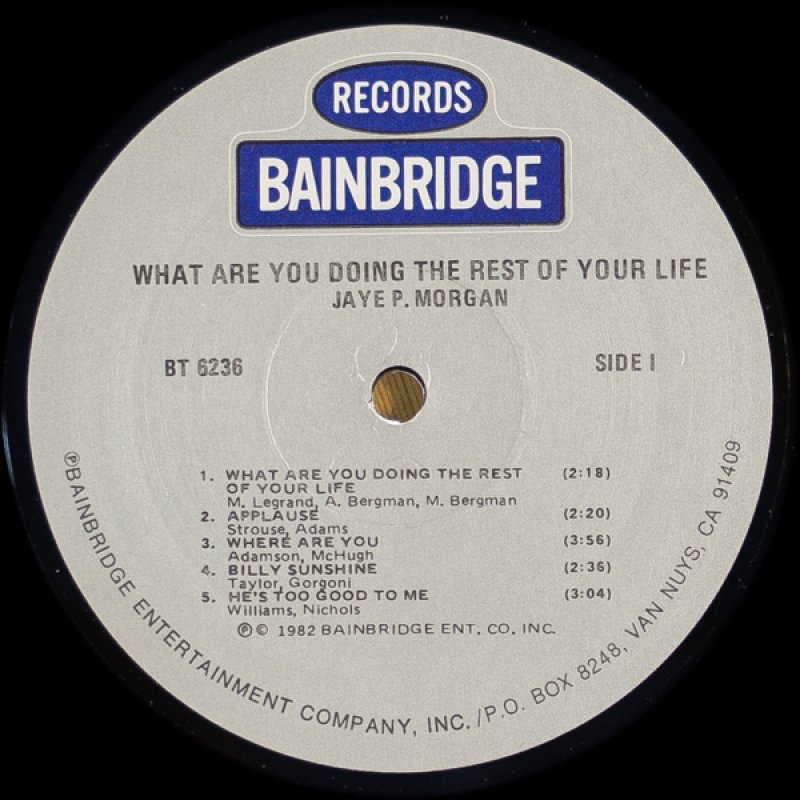 RECORDS
BAINBRIDGE
WHAT ARE YOU DOING THE REST OF YOUR LIFE
JAYE P. MORGAN
BT 6236
SIDE I
1. WHAT ARE YOU DOING THE REST (2:18)
OF YOUR LIFE
M. Legrand, A. Bergman, M. Bergman
2. APPLAUSE (2:20)
Strouse, Adams
3. WHERE ARE YOU (3:56)
Adamson, McHugh
4. BILLY SUNSHINE (2:36)
Taylor, Gorgoni
5. HE'S TOO GOOD TO ME (3:04)
Williams, Nichols
℗ © 1982 BAINBRIDGE ENT. CO. INC.
℗BAINBRIDGE ENTERTAINMENT COMPANY, INC./P.O. BOX 8248, VAN NUYS, CA 91409